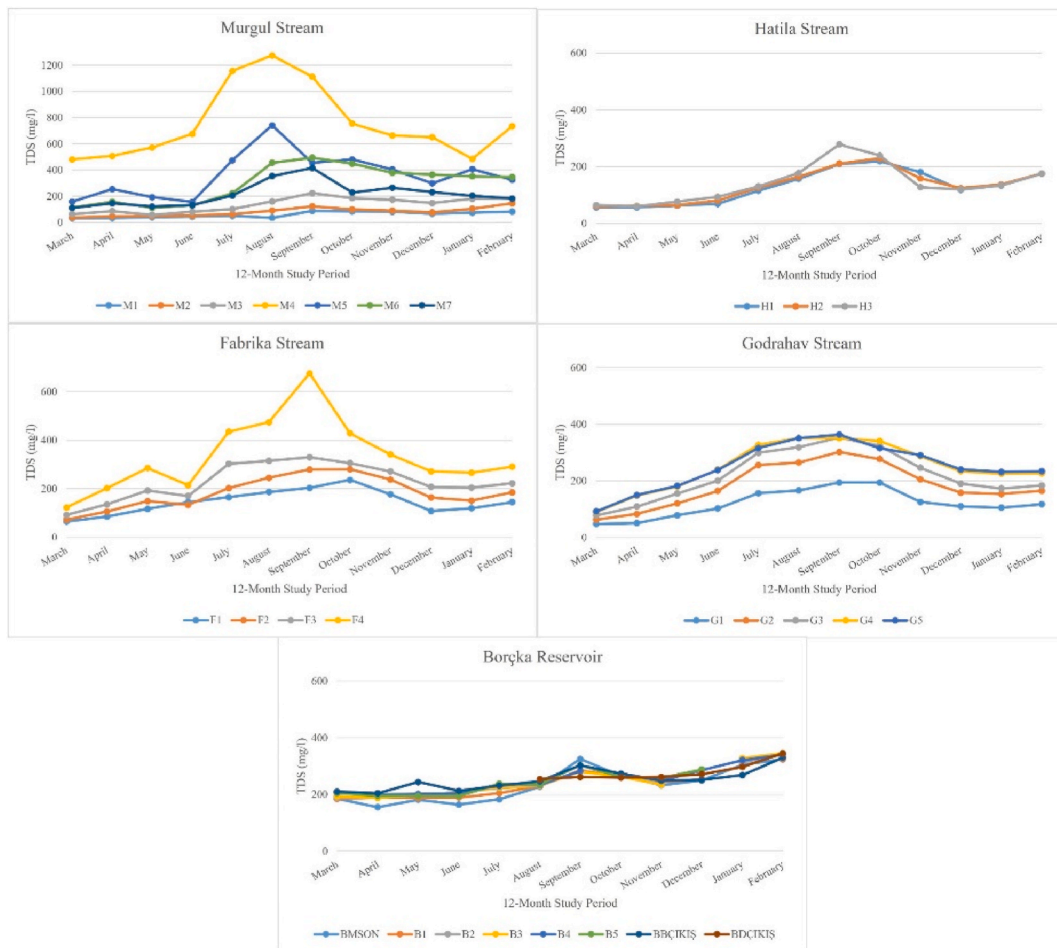 Murgul Stream
1200
1000
800
600
400
200
0
TDS (mg/l)
March April May June July August September October November December January February
12-Month Study Period
M1 M2 M3 M4 M5 M6 M7
Hatila Stream
600
400
200
0
TDS (mg/l)
March April May June July August September October November December January February
12-Month Study Period
H1 H2 H3
Fabrika Stream
600
400
200
0
TDS (mg/l)
March April May June July August September October November December January February
12-Month Study Period
F1 F2 F3 F4
Godrahav Stream
600
400
200
0
TDS (mg/l)
March April May June July August September October November December January February
12-Month Study Period
G1 G2 G3 G4 G5
Borçka Reservoir
600
400
200
0
TDS (mg/l)
March April May June July August September October November December January February
12-Month Study Period
BMSON B1 B2 B3 B4 B5 BBÇIKIŞ BDÇIKIŞ